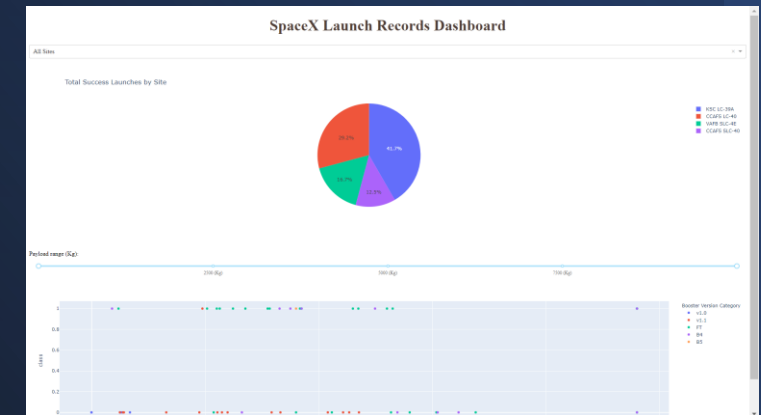 SpaceX Launch Records Dashboard
All Sites
Total Success Launches by Site
KSC LC-39A
CCAFS LC-40
VAFB SLC-4E
CCAFS SLC-40
29.2%
41.7%
16.7%
12.5%
Payload range (Kg):
2500 (Kg)
5000 (Kg)
7500 (Kg)
Booster Version Category
v1.0
v1.1
FT
B4
B5
1
0.8
0.6
0.4
0.2
0
class